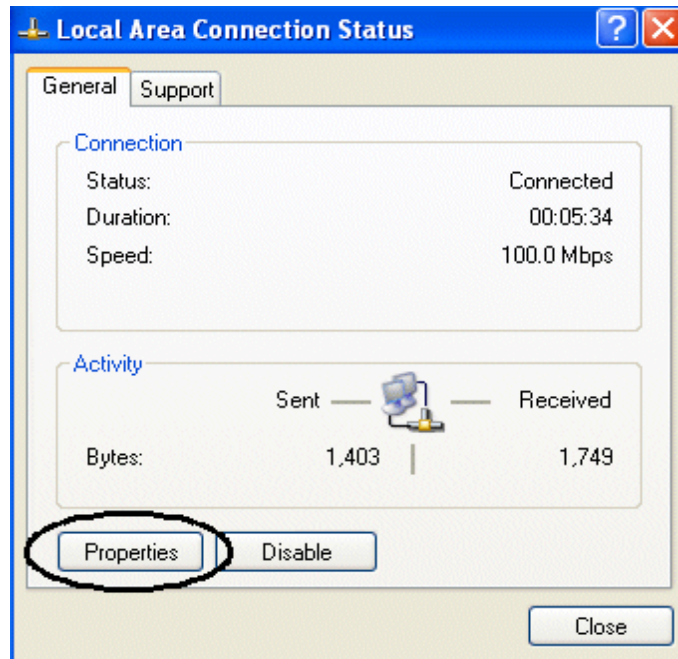 Local Area Connection Status
General Support
Connection
Status: Connected
Duration: 00:05:34
Speed: 100.0 Mbps
Activity
Sent Received
Bytes: 1,403 1,749
Properties Disable
Close